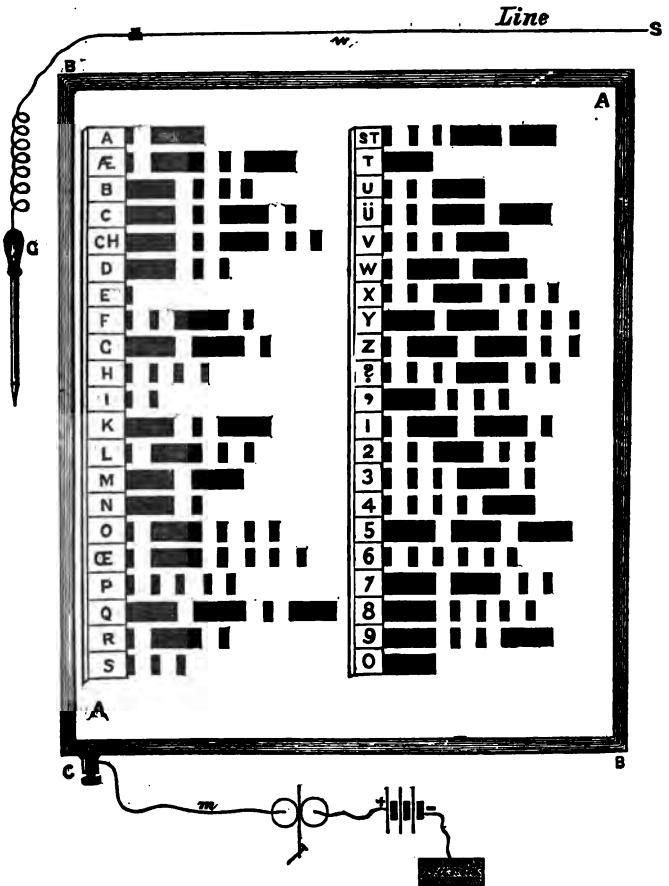 Line
S
m
B
A
G
A
Æ
B
C
CH
D
E
F
G
H
I
K
L
M
N
O
Œ
P
Q
R
S
ST
T
U
Ü
V
W
X
Y
Z
?
,
1
2
3
4
5
6
7
8
9
0
A
C
B
m
+
-